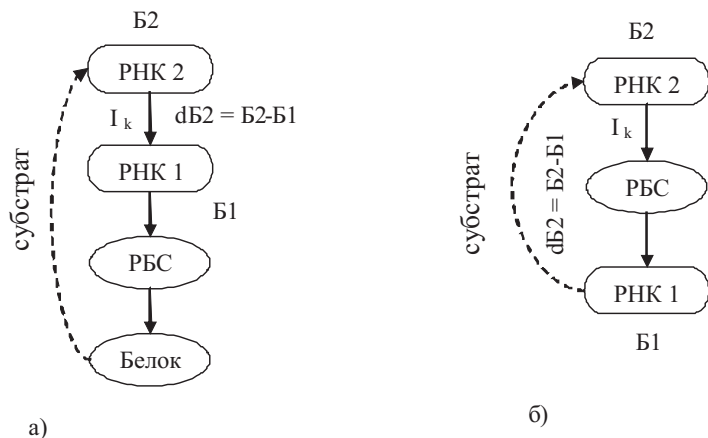 Б2
РНК 2
I k
dБ2 = Б2-Б1
РНК 1
Б1
РБС
Белок
субстрат
а)
Б2
РНК 2
I k
РБС
dБ2 = Б2-Б1
субстрат
РНК 1
Б1
б)